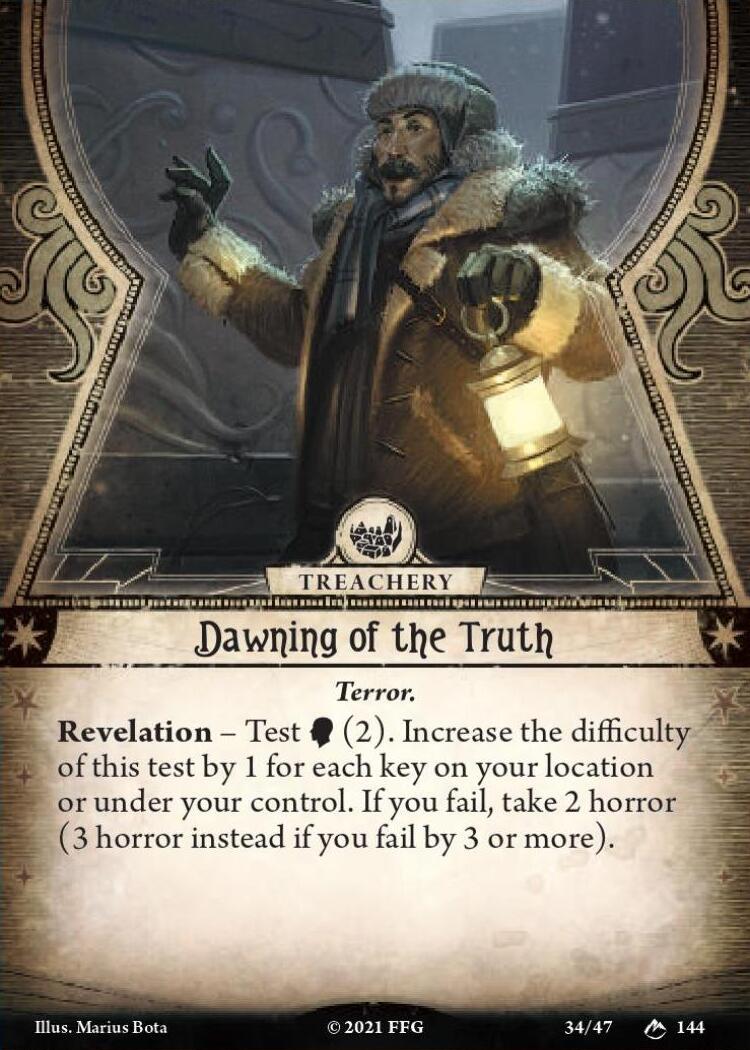 TREACHERY
Dawning of the Truth
Terror.
Revelation – Test (2). Increase the difficulty
of this test by 1 for each key on your location
or under your control. If you fail, take 2 horror
(3 horror instead if you fail by 3 or more).
Illus. Marius Bota © 2021 FFG 34/47 144